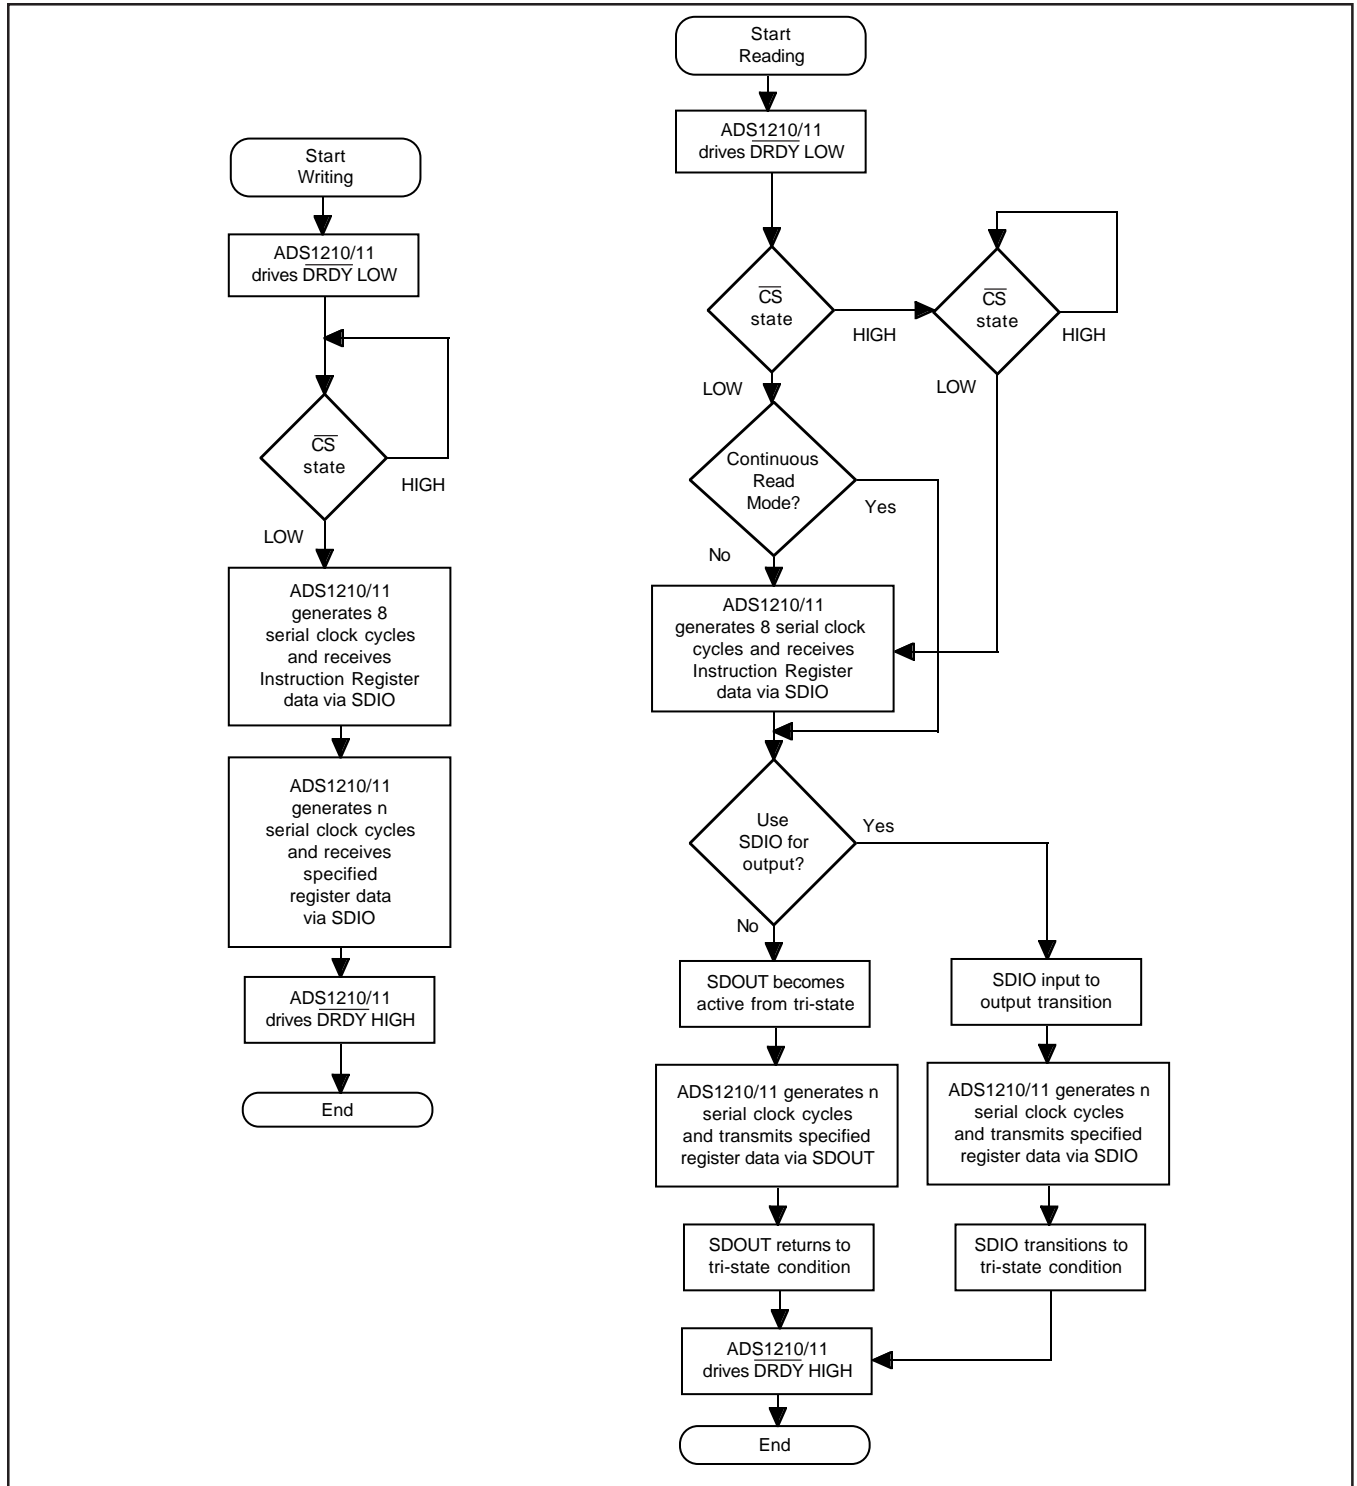 Start
Writing
ADS1210/11
drives DRDY LOW
CS
state
HIGH
LOW
ADS1210/11
generates 8
serial clock cycles
and receives
Instruction Register
data via SDIO
ADS1210/11
generates n
serial clock cycles
and receives
specified
register data
via SDIO
ADS1210/11
drives DRDY HIGH
End
Start
Reading
ADS1210/11
drives DRDY LOW
CS
state
HIGH
LOW
CS
state
HIGH
LOW
Continuous
Read
Mode?
Yes
No
ADS1210/11
generates 8 serial clock
cycles and receives
Instruction Register
data via SDIO
Use
SDIO for
output?
Yes
No
SDOUT becomes
active from tri-state
ADS1210/11 generates n
serial clock cycles
and transmits specified
register data via SDOUT
SDOUT returns to
tri-state condition
SDIO input to
output transition
ADS1210/11 generates n
serial clock cycles
and transmits specified
register data via SDIO
SDIO transitions to
tri-state condition
ADS1210/11
drives DRDY HIGH
End